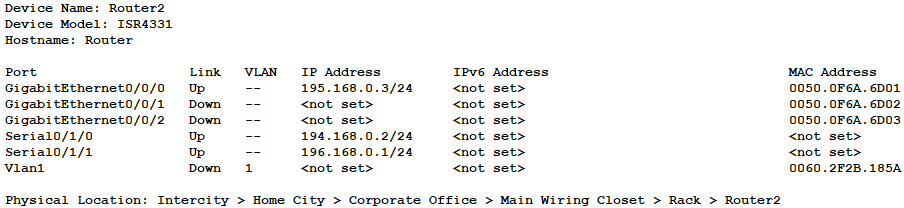 Device Name: Router2
Device Model: ISR4331
Hostname: Router
Port Link VLAN IP Address IPv6 Address MAC Address
GigabitEthernet0/0/0 Up -- 195.168.0.3/24 <not set> 0050.0F6A.6D01
GigabitEthernet0/0/1 Down -- <not set> <not set> 0050.0F6A.6D02
GigabitEthernet0/0/2 Down -- <not set> <not set> 0050.0F6A.6D03
Serial0/1/0 Up -- 194.168.0.2/24 <not set> <not set>
Serial0/1/1 Up -- 196.168.0.1/24 <not set> <not set>
Vlan1 Down 1 <not set> <not set> 0060.2F2B.185A
Physical Location: Intercity > Home City > Corporate Office > Main Wiring Closet > Rack > Router2